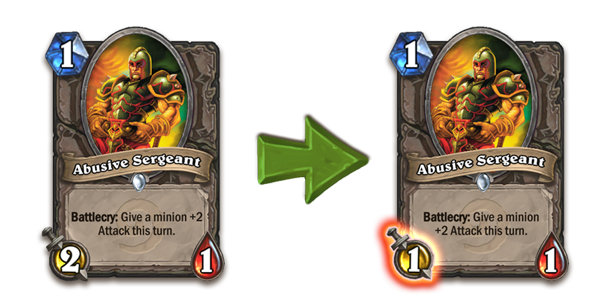 1
Abusive Sergeant
Battlecry: Give a minion +2
Attack this turn.
2
1
1
Abusive Sergeant
Battlecry: Give a minion
+2 Attack this turn.
1
1